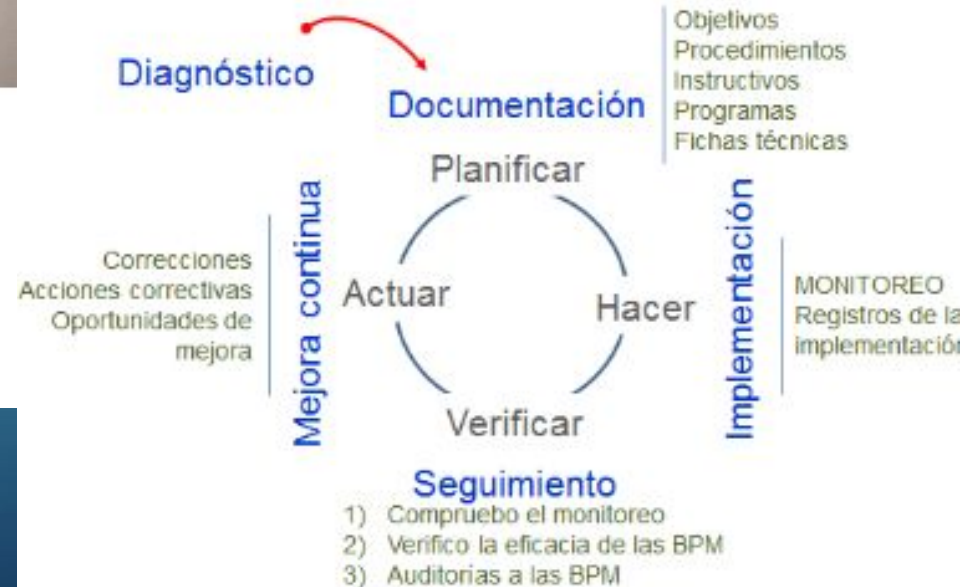 Diagnóstico
Documentación
Objetivos
Procedimientos
Instructivos
Programas
Fichas técnicas
Planificar
Mejora continua
Correcciones
Acciones correctivas
Oportunidades de
mejora
Actuar
Hacer
Implementación
MONITOREO
Registros de la
implementación
Verificar
Seguimiento
1) Compruebo el monitoreo
2) Verifico la eficacia de las BPM
3) Auditorias a las BPM